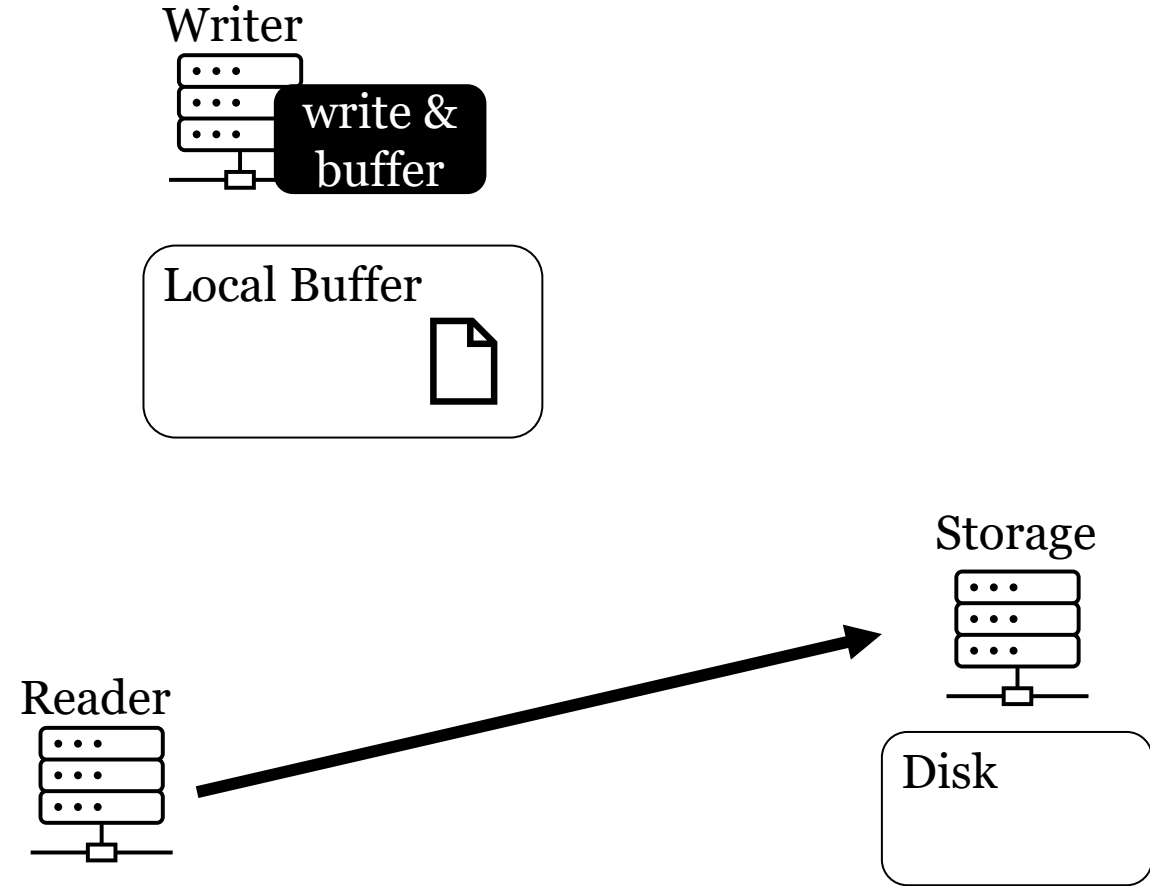 Writer
write &
buffer
Local Buffer
Storage
Reader
Disk